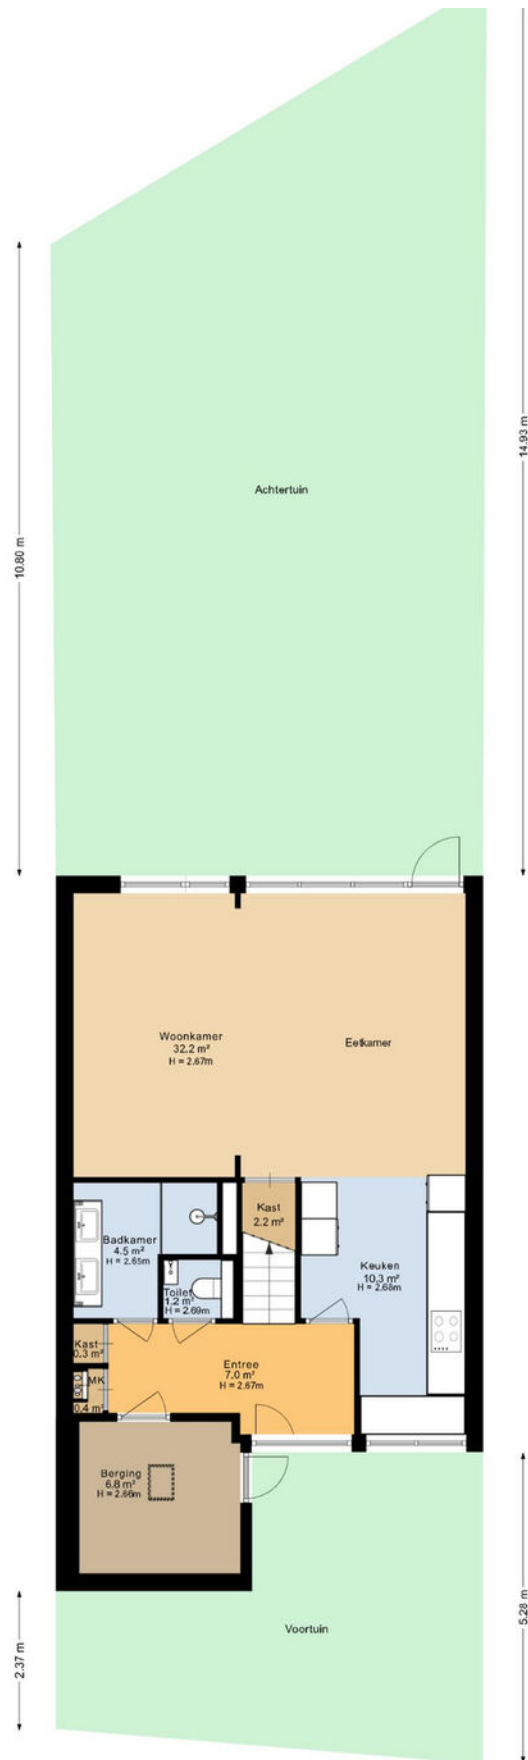 14.93 m
10.80 m
Achtertuin
Woonkamer
32.2 m²
H = 2.67m
Eetkamer
Kast
2.2 m²
Badkamer
4.5 m²
H = 2.65m
Keuken
10.3 m²
H = 2.68m
Toilet
1.2 m²
H = 2.69m
Kast
0.3 m²
Entree
7.0 m²
H = 2.67m
MK
0.4 m²
Berging
6.8 m²
H = 2.66m
Voortuin
2.37 m
5.28 m